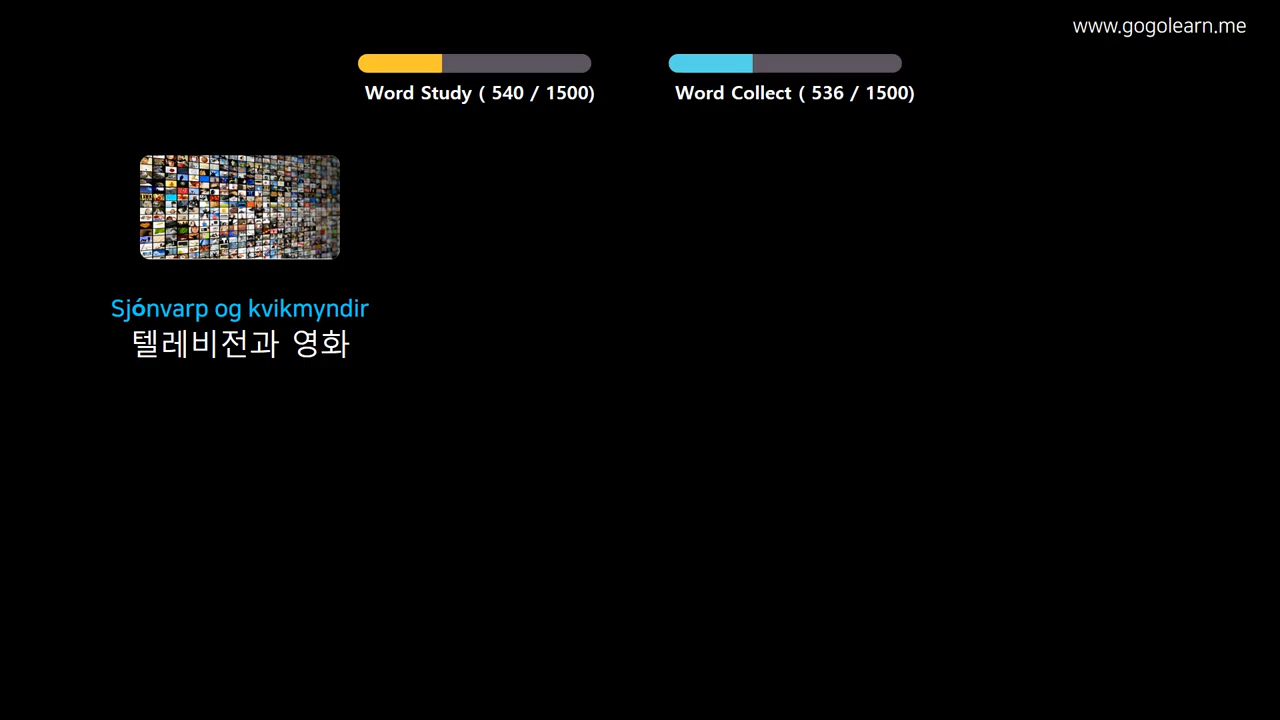 www.gogolearn.me
Word Study ( 540 / 1500)
Word Collect ( 536 / 1500)
Sjónvarp og kvikmyndir
텔레비전과 영화